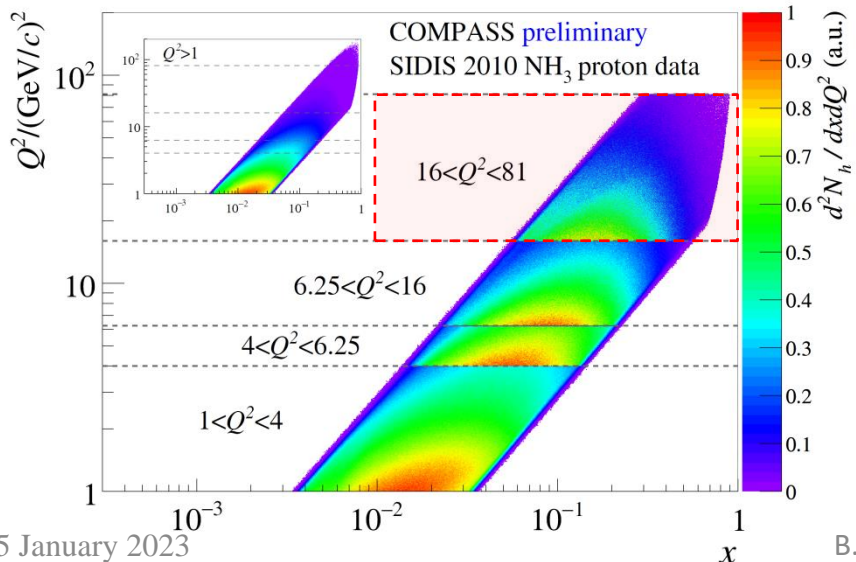 COMPASS preliminary
SIDIS 2010 NH₃ proton data
Q²/(GeV/c)²
10²
10
1
Q²>1
10²
10
1
10⁻³ 10⁻² 10⁻¹ 1
16<Q²<81
6.25<Q²<16
4<Q²<6.25
1<Q²<4
10⁻³ 10⁻² 10⁻¹ 1
x
1
0.9
0.8
0.7
0.6
0.5
0.4
0.3
0.2
0.1
0
d²Nₕ / dxdQ² (a.u.)
5 January 2023
B.